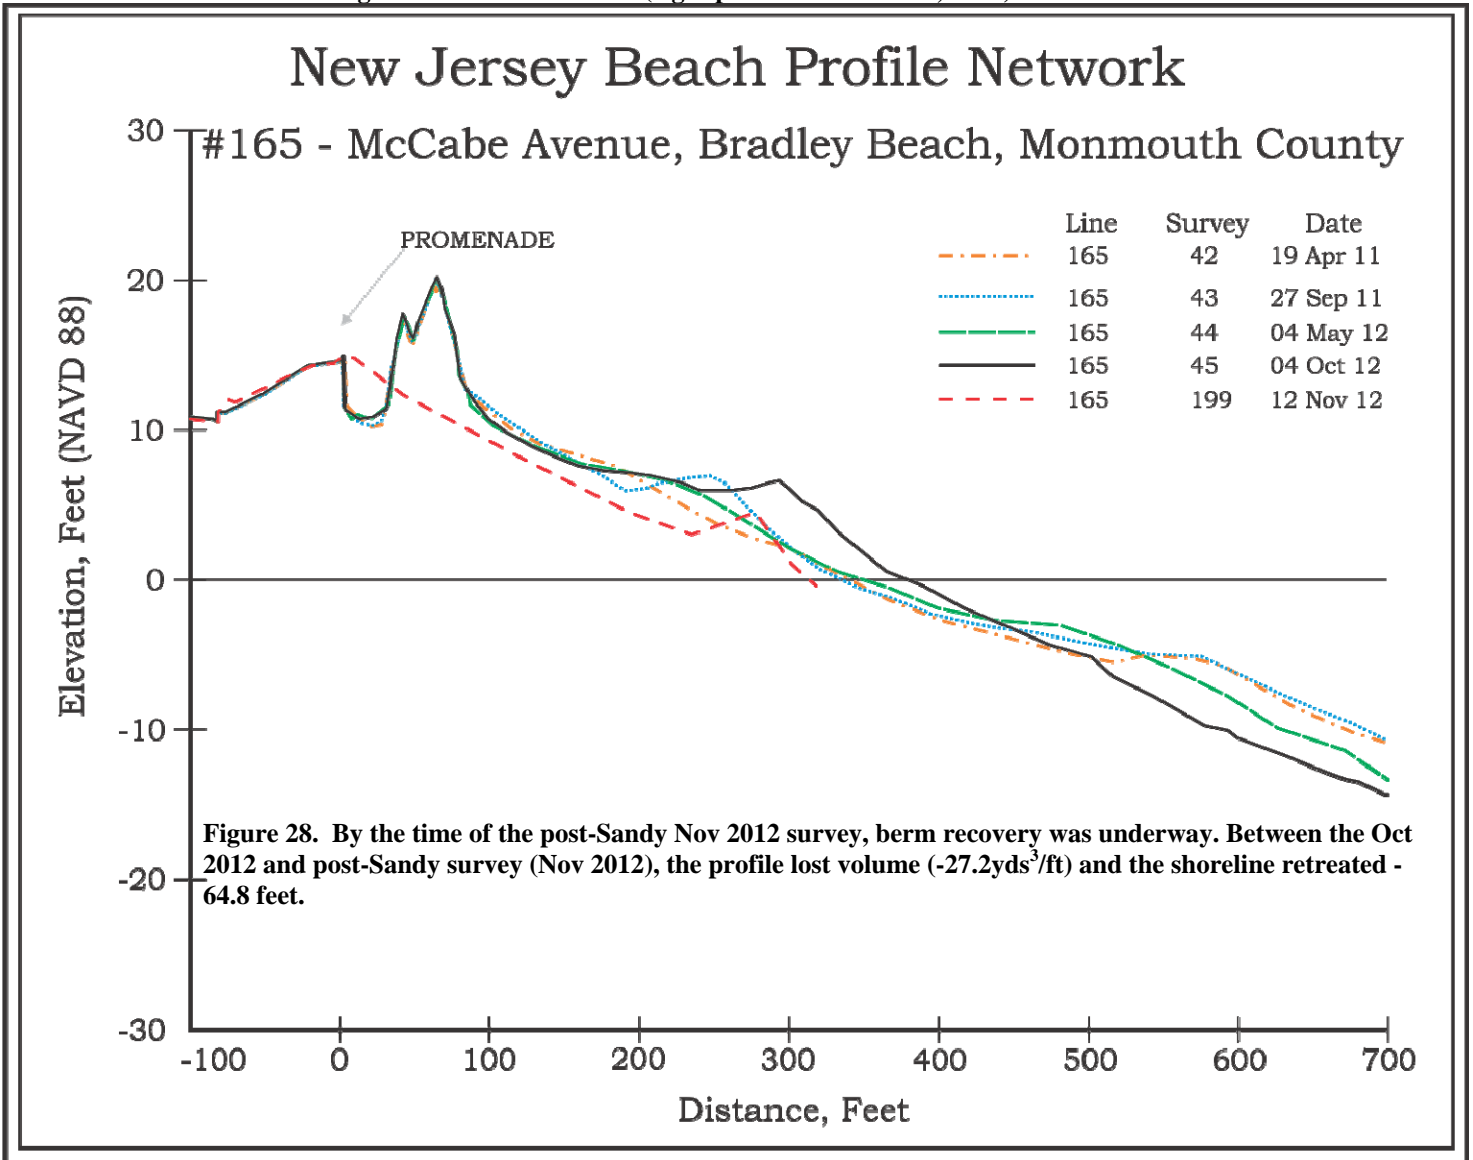 New Jersey Beach Profile Network
#165 - McCabe Avenue, Bradley Beach, Monmouth County
PROMENADE
Line Survey Date
165 42 19 Apr 11
165 43 27 Sep 11
165 44 04 May 12
165 45 04 Oct 12
165 199 12 Nov 12
Elevation, Feet (NAVD 88)
30
20
10
0
-10
-20
-30
Figure 28. By the time of the post-Sandy Nov 2012 survey, berm recovery was underway. Between the Oct
2012 and post-Sandy survey (Nov 2012), the profile lost volume (-27.2yds³/ft) and the shoreline retreated -
64.8 feet.
-100 0 100 200 300 400 500 600 700
Distance, Feet